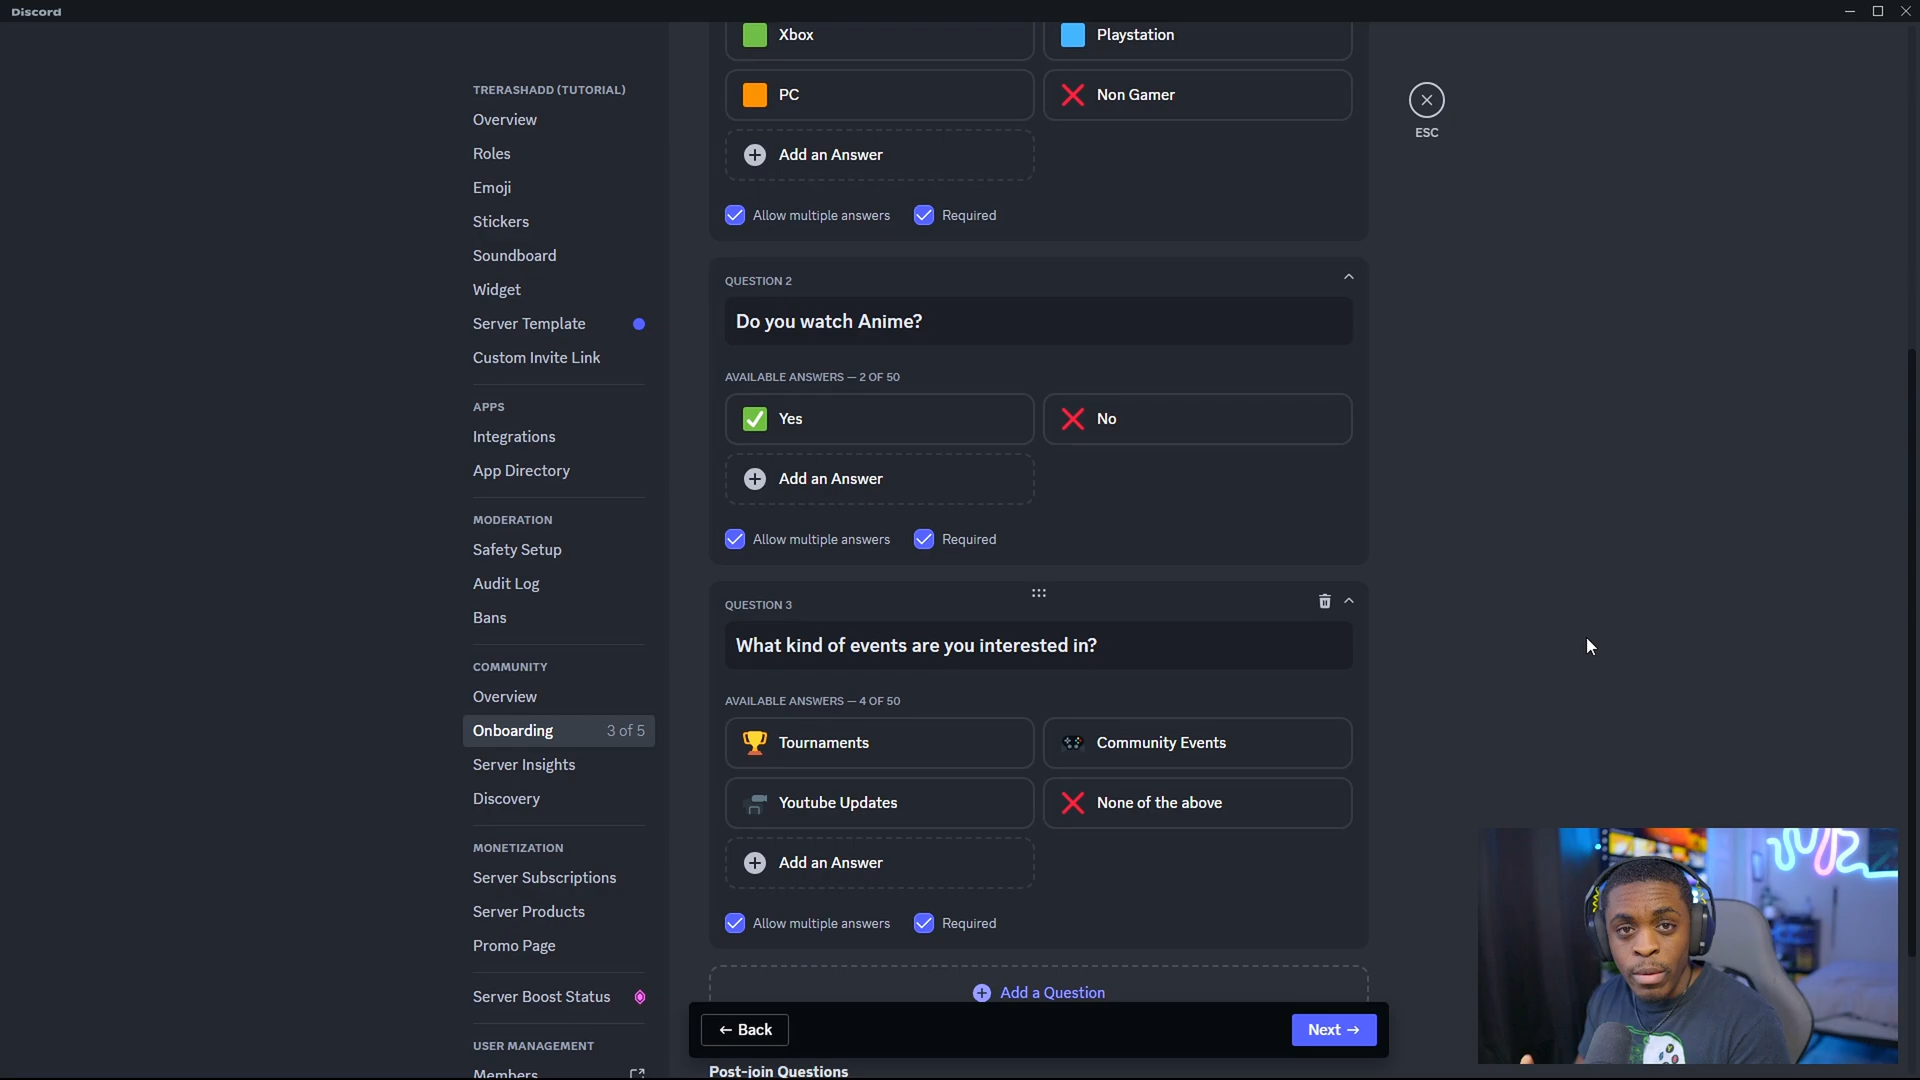 Discord
TRERASHADD (TUTORIAL)
Overview
Roles
Emoji
Stickers
Soundboard
Widget
Server Template
Custom Invite Link
APPS
Integrations
App Directory
MODERATION
Safety Setup
Audit Log
Bans
COMMUNITY
Overview
Onboarding 3 of 5
Server Insights
Discovery
MONETIZATION
Server Subscriptions
Server Products
Promo Page
Server Boost Status
USER MANAGEMENT
Members
Xbox Playstation
PC Non Gamer
Add an Answer
Allow multiple answers Required
QUESTION 2
Do you watch Anime?
AVAILABLE ANSWERS — 2 OF 50
Yes No
Add an Answer
Allow multiple answers Required
QUESTION 3
What kind of events are you interested in?
AVAILABLE ANSWERS — 4 OF 50
Tournaments Community Events
Youtube Updates None of the above
Add an Answer
Allow multiple answers Required
Add a Question
← Back Next →
Post-join Questions
ESC